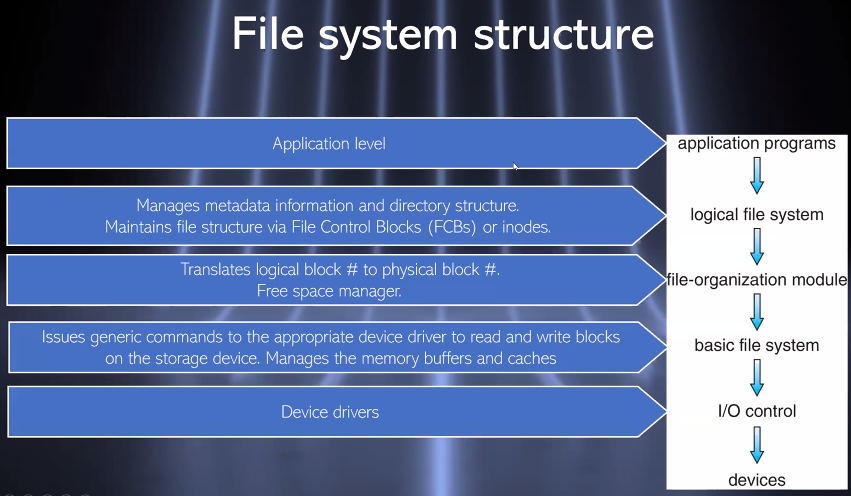 File system structure
Application level
application programs
Manages metadata information and directory structure.
Maintains file structure via File Control Blocks (FCBs) or inodes.
logical file system
Translates logical block # to physical block #.
Free space manager.
file-organization module
Issues generic commands to the appropriate device driver to read and write blocks
on the storage device. Manages the memory buffers and caches
basic file system
Device drivers
I/O control
devices